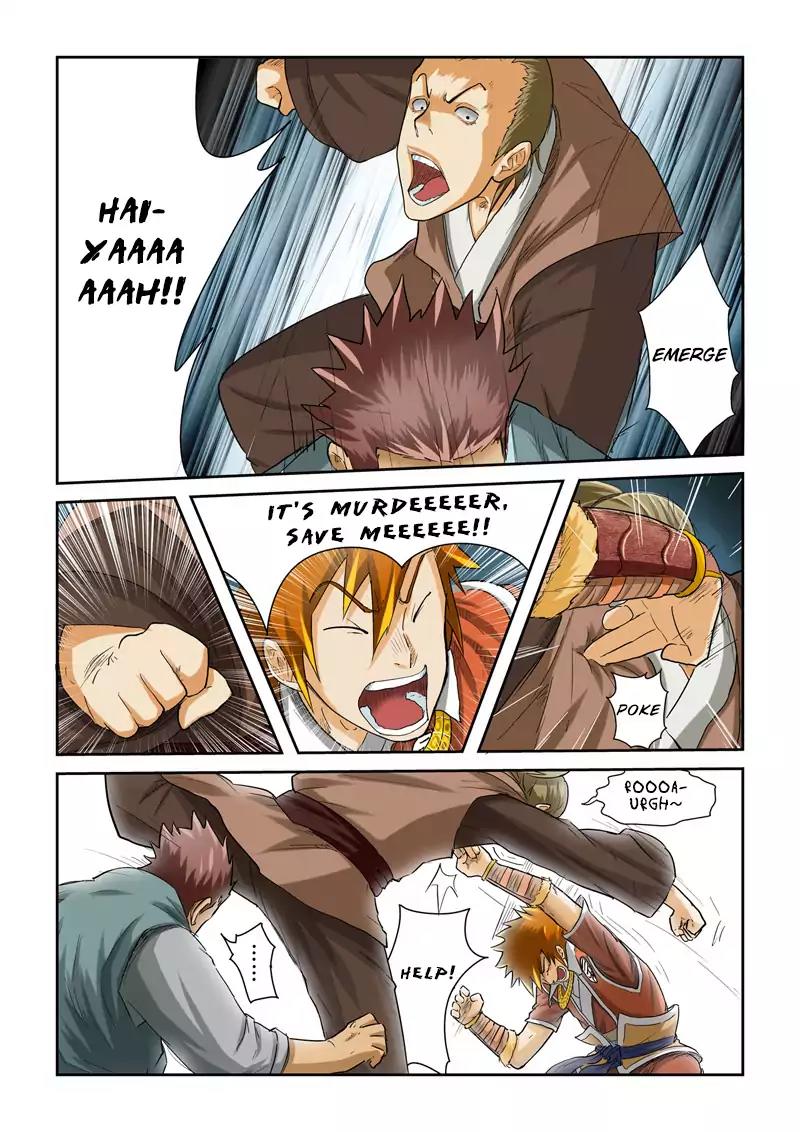 HAI-
YAAAA
AAAH!!
EMERGE
IT'S MURDEEEEER,
SAVE MEEEEEE!!
POKE
ROOOA-
URGH~
......
HELP!